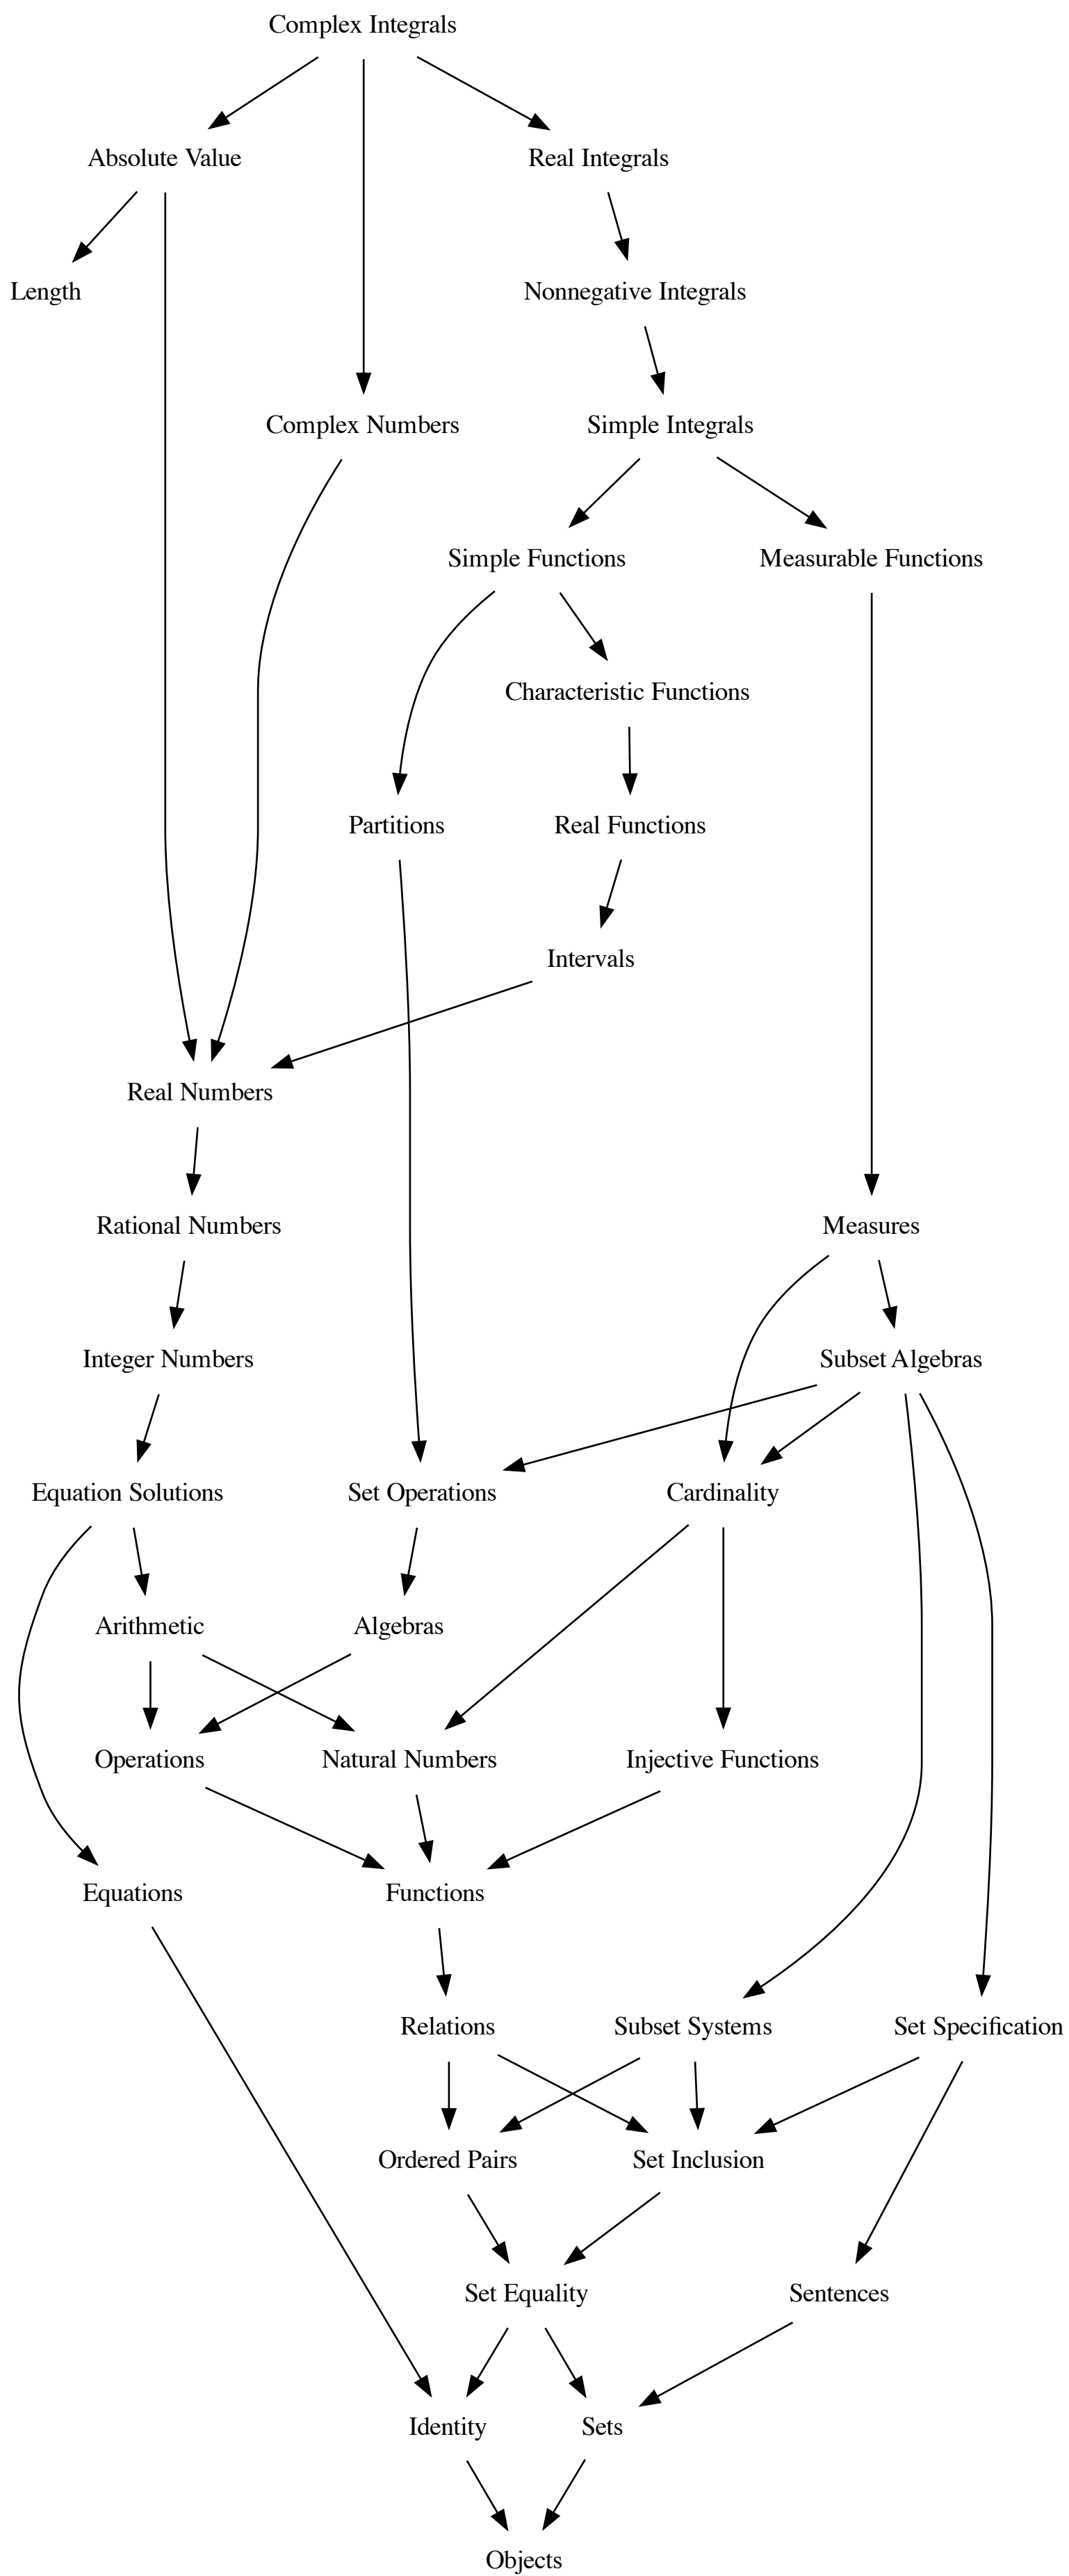 Complex Integrals
Absolute Value
Real Integrals
Length
Nonnegative Integrals
Complex Numbers
Simple Integrals
Simple Functions
Measurable Functions
Characteristic Functions
Partitions
Real Functions
Intervals
Real Numbers
Rational Numbers
Measures
Integer Numbers
Subset Algebras
Equation Solutions
Set Operations
Cardinality
Arithmetic
Algebras
Operations
Natural Numbers
Injective Functions
Equations
Functions
Relations
Subset Systems
Set Specification
Ordered Pairs
Set Inclusion
Set Equality
Sentences
Identity
Sets
Objects